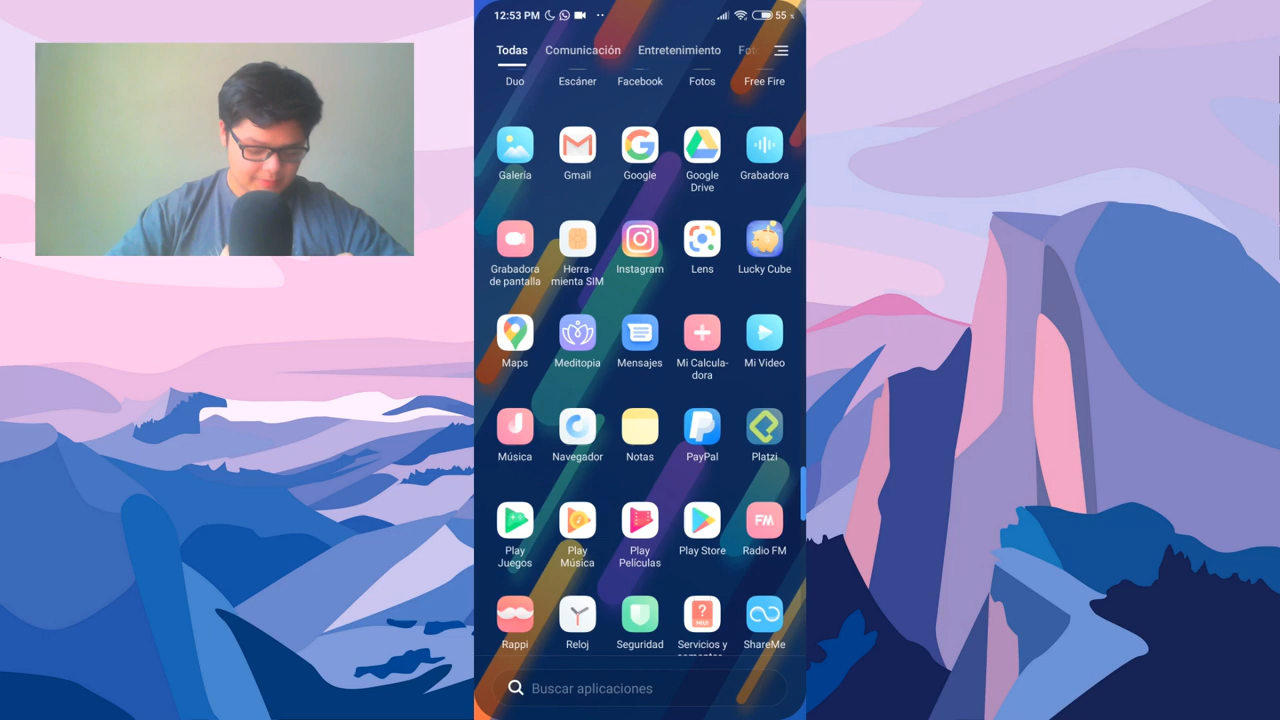 12:53 PM 55 %
Todas Comunicación Entretenimiento Fot
Duo Escáner Facebook Fotos Free Fire
Galería Gmail Google Google Drive Grabadora
Grabadora de pantalla Herra-mienta SIM Instagram Lens Lucky Cube
Maps Meditopia Mensajes Mi Calcula-dora Mi Video
Música Navegador Notas PayPal Platzi
FM
Play Juegos Play Música Play Películas Play Store Radio FM
MIUI
Rappi Reloj Seguridad Servicios y ShareMe
Buscar aplicaciones